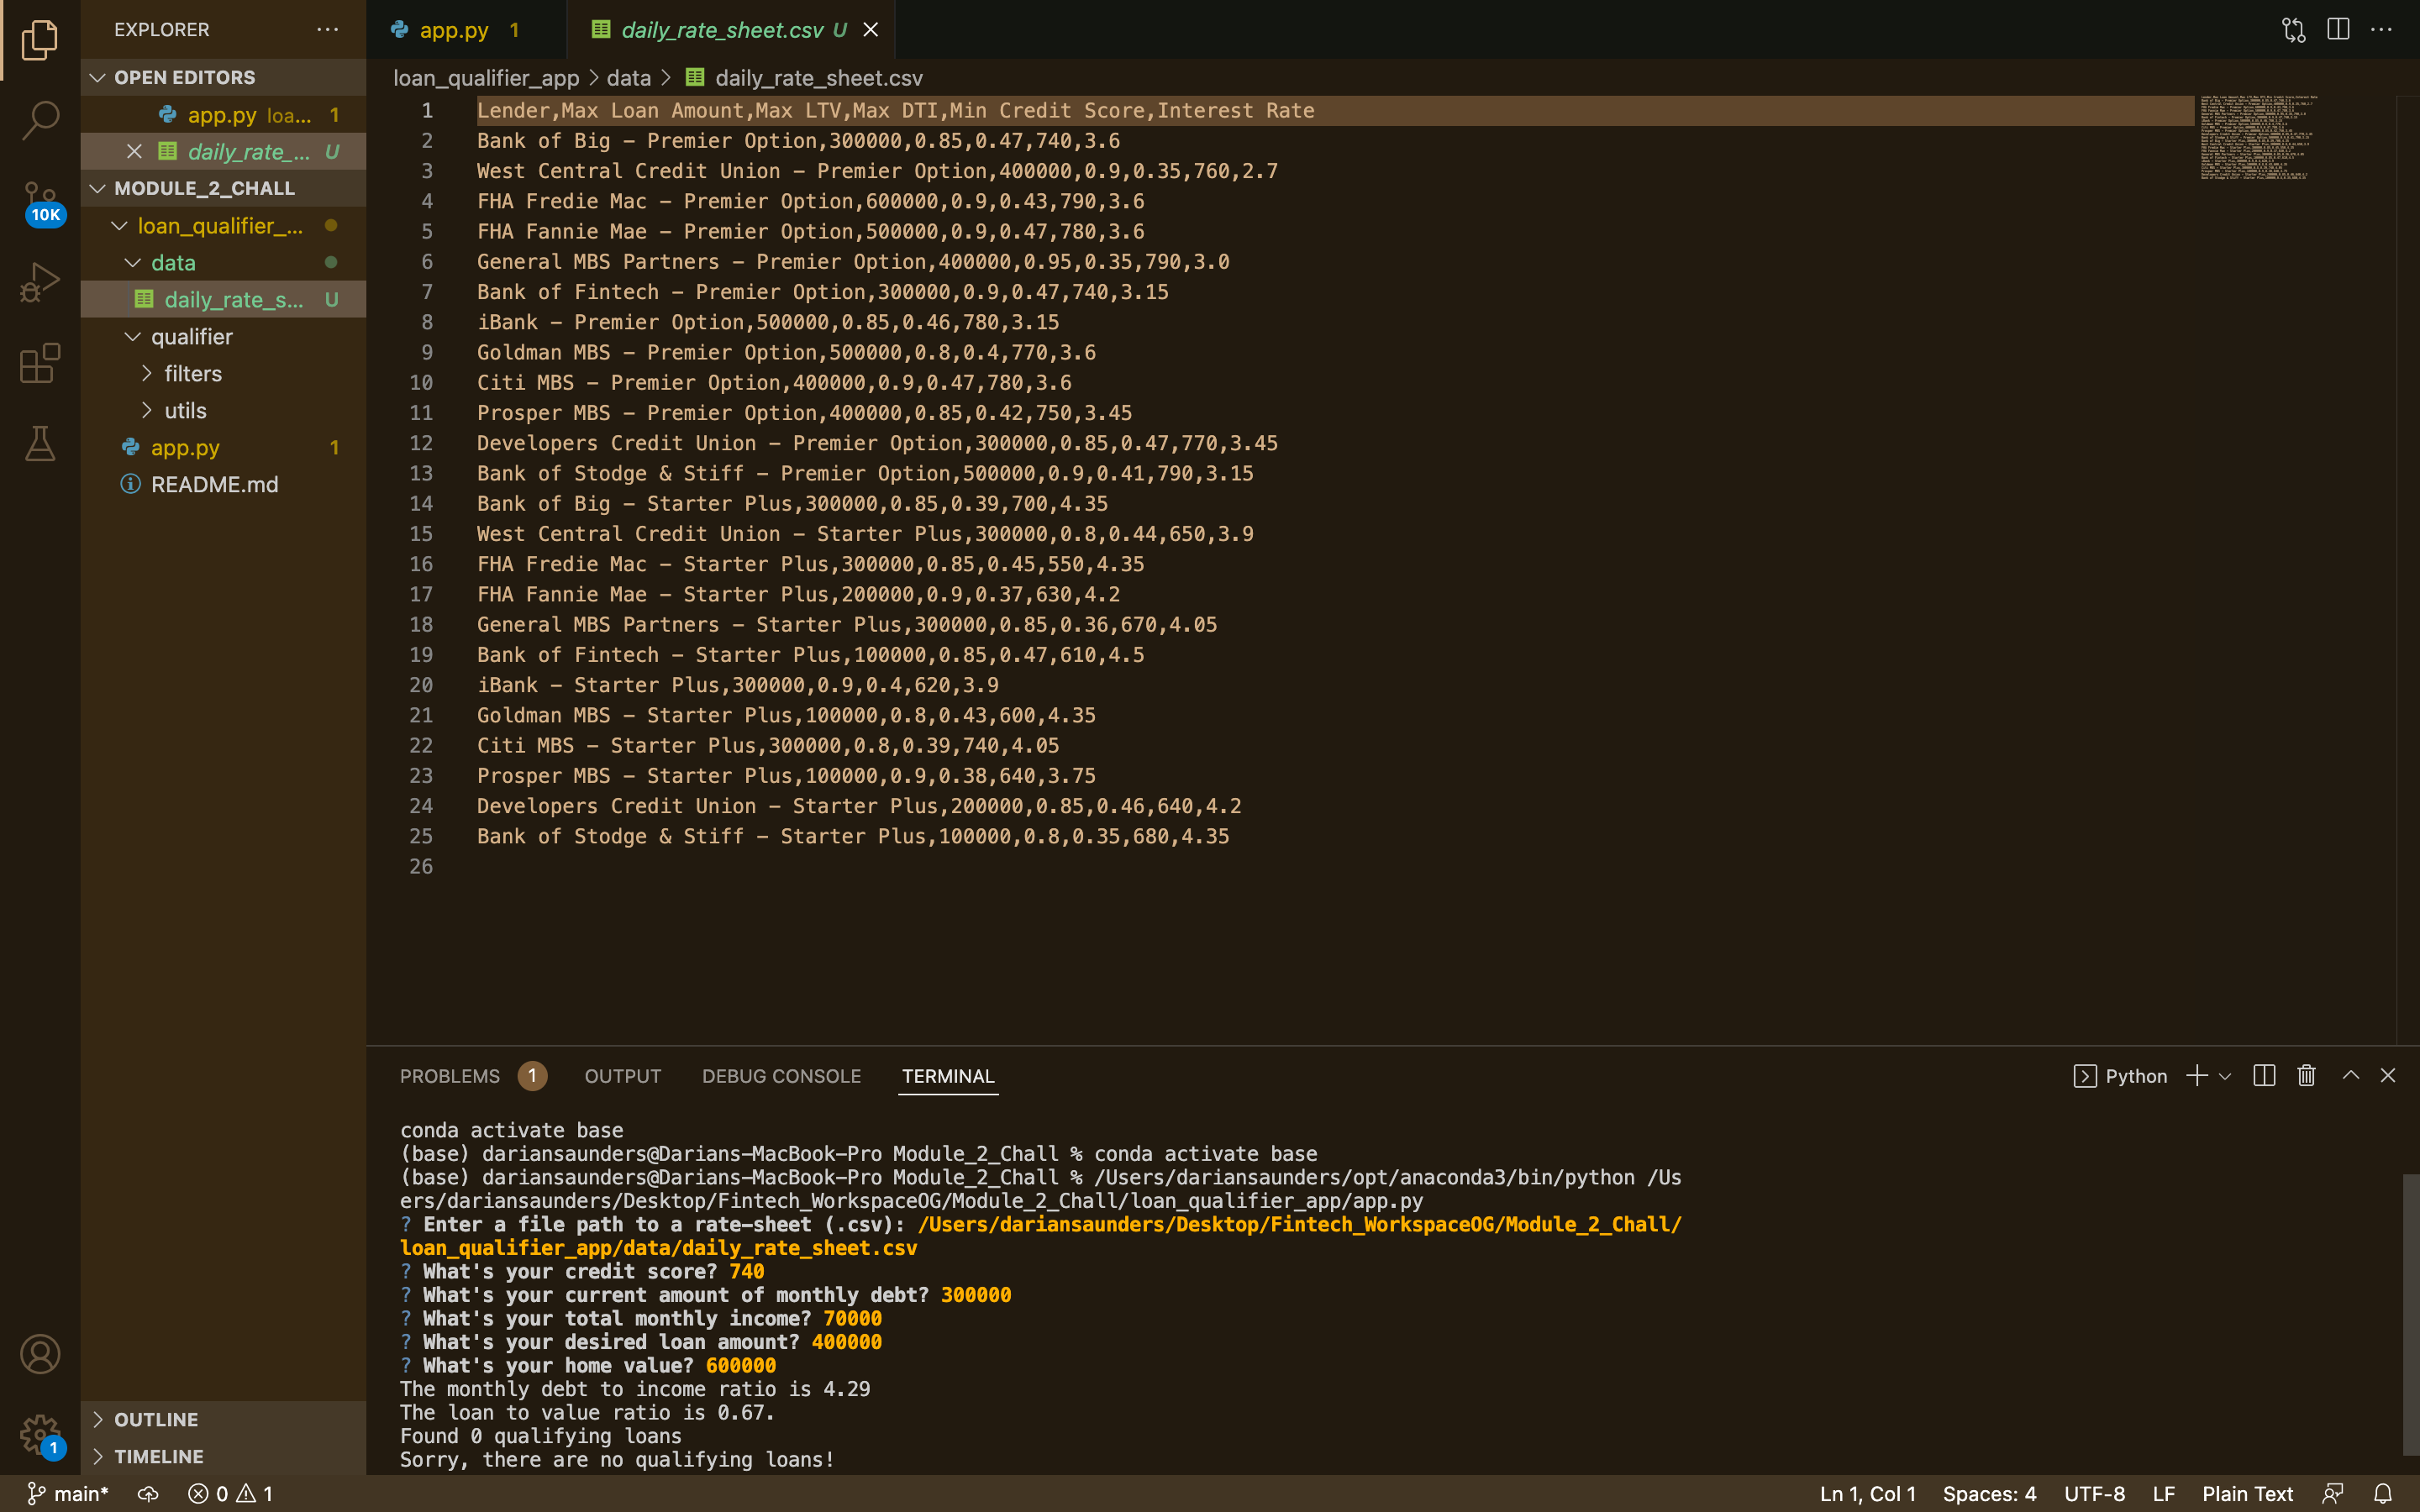 EXPLORER
OPEN EDITORS
app.py loa... 1
daily_rate_... U
MODULE_2_CHALL
loan_qualifier_...
data
daily_rate_s... U
qualifier
filters
utils
app.py 1
README.md
OUTLINE
TIMELINE
10K
1
app.py 1
daily_rate_sheet.csv U
loan_qualifier_app > data > daily_rate_sheet.csv
1 Lender,Max Loan Amount,Max LTV,Max DTI,Min Credit Score,Interest Rate
2 Bank of Big - Premier Option,300000,0.85,0.47,740,3.6
3 West Central Credit Union - Premier Option,400000,0.9,0.35,760,2.7
4 FHA Fredie Mac - Premier Option,600000,0.9,0.43,790,3.6
5 FHA Fannie Mae - Premier Option,500000,0.9,0.47,780,3.6
6 General MBS Partners - Premier Option,400000,0.95,0.35,790,3.0
7 Bank of Fintech - Premier Option,300000,0.9,0.47,740,3.15
8 iBank - Premier Option,500000,0.85,0.46,780,3.15
9 Goldman MBS - Premier Option,500000,0.8,0.4,770,3.6
10 Citi MBS - Premier Option,400000,0.9,0.47,780,3.6
11 Prosper MBS - Premier Option,400000,0.85,0.42,750,3.45
12 Developers Credit Union - Premier Option,300000,0.85,0.47,770,3.45
13 Bank of Stodge & Stiff - Premier Option,500000,0.9,0.41,790,3.15
14 Bank of Big - Starter Plus,300000,0.85,0.39,700,4.35
15 West Central Credit Union - Starter Plus,300000,0.8,0.44,650,3.9
16 FHA Fredie Mac - Starter Plus,300000,0.85,0.45,550,4.35
17 FHA Fannie Mae - Starter Plus,200000,0.9,0.37,630,4.2
18 General MBS Partners - Starter Plus,300000,0.85,0.36,670,4.05
19 Bank of Fintech - Starter Plus,100000,0.85,0.47,610,4.5
20 iBank - Starter Plus,300000,0.9,0.4,620,3.9
21 Goldman MBS - Starter Plus,100000,0.8,0.43,600,4.35
22 Citi MBS - Starter Plus,300000,0.8,0.39,740,4.05
23 Prosper MBS - Starter Plus,100000,0.9,0.38,640,3.75
24 Developers Credit Union - Starter Plus,200000,0.85,0.46,640,4.2
25 Bank of Stodge & Stiff - Starter Plus,100000,0.8,0.35,680,4.35
26
PROBLEMS 1 OUTPUT DEBUG CONSOLE TERMINAL Python
conda activate base
(base) dariansaunders@Darians-MacBook-Pro Module_2_Chall % conda activate base
(base) dariansaunders@Darians-MacBook-Pro Module_2_Chall % /Users/dariansaunders/opt/anaconda3/bin/python /Us
ers/dariansaunders/Desktop/Fintech_WorkspaceOG/Module_2_Chall/loan_qualifier_app/app.py
? Enter a file path to a rate-sheet (.csv): /Users/dariansaunders/Desktop/Fintech_WorkspaceOG/Module_2_Chall/
loan_qualifier_app/data/daily_rate_sheet.csv
? What's your credit score? 740
? What's your current amount of monthly debt? 300000
? What's your total monthly income? 70000
? What's your desired loan amount? 400000
? What's your home value? 600000
The monthly debt to income ratio is 4.29
The loan to value ratio is 0.67.
Found 0 qualifying loans
Sorry, there are no qualifying loans!
main* 0 1 Ln 1, Col 1 Spaces: 4 UTF-8 LF Plain Text